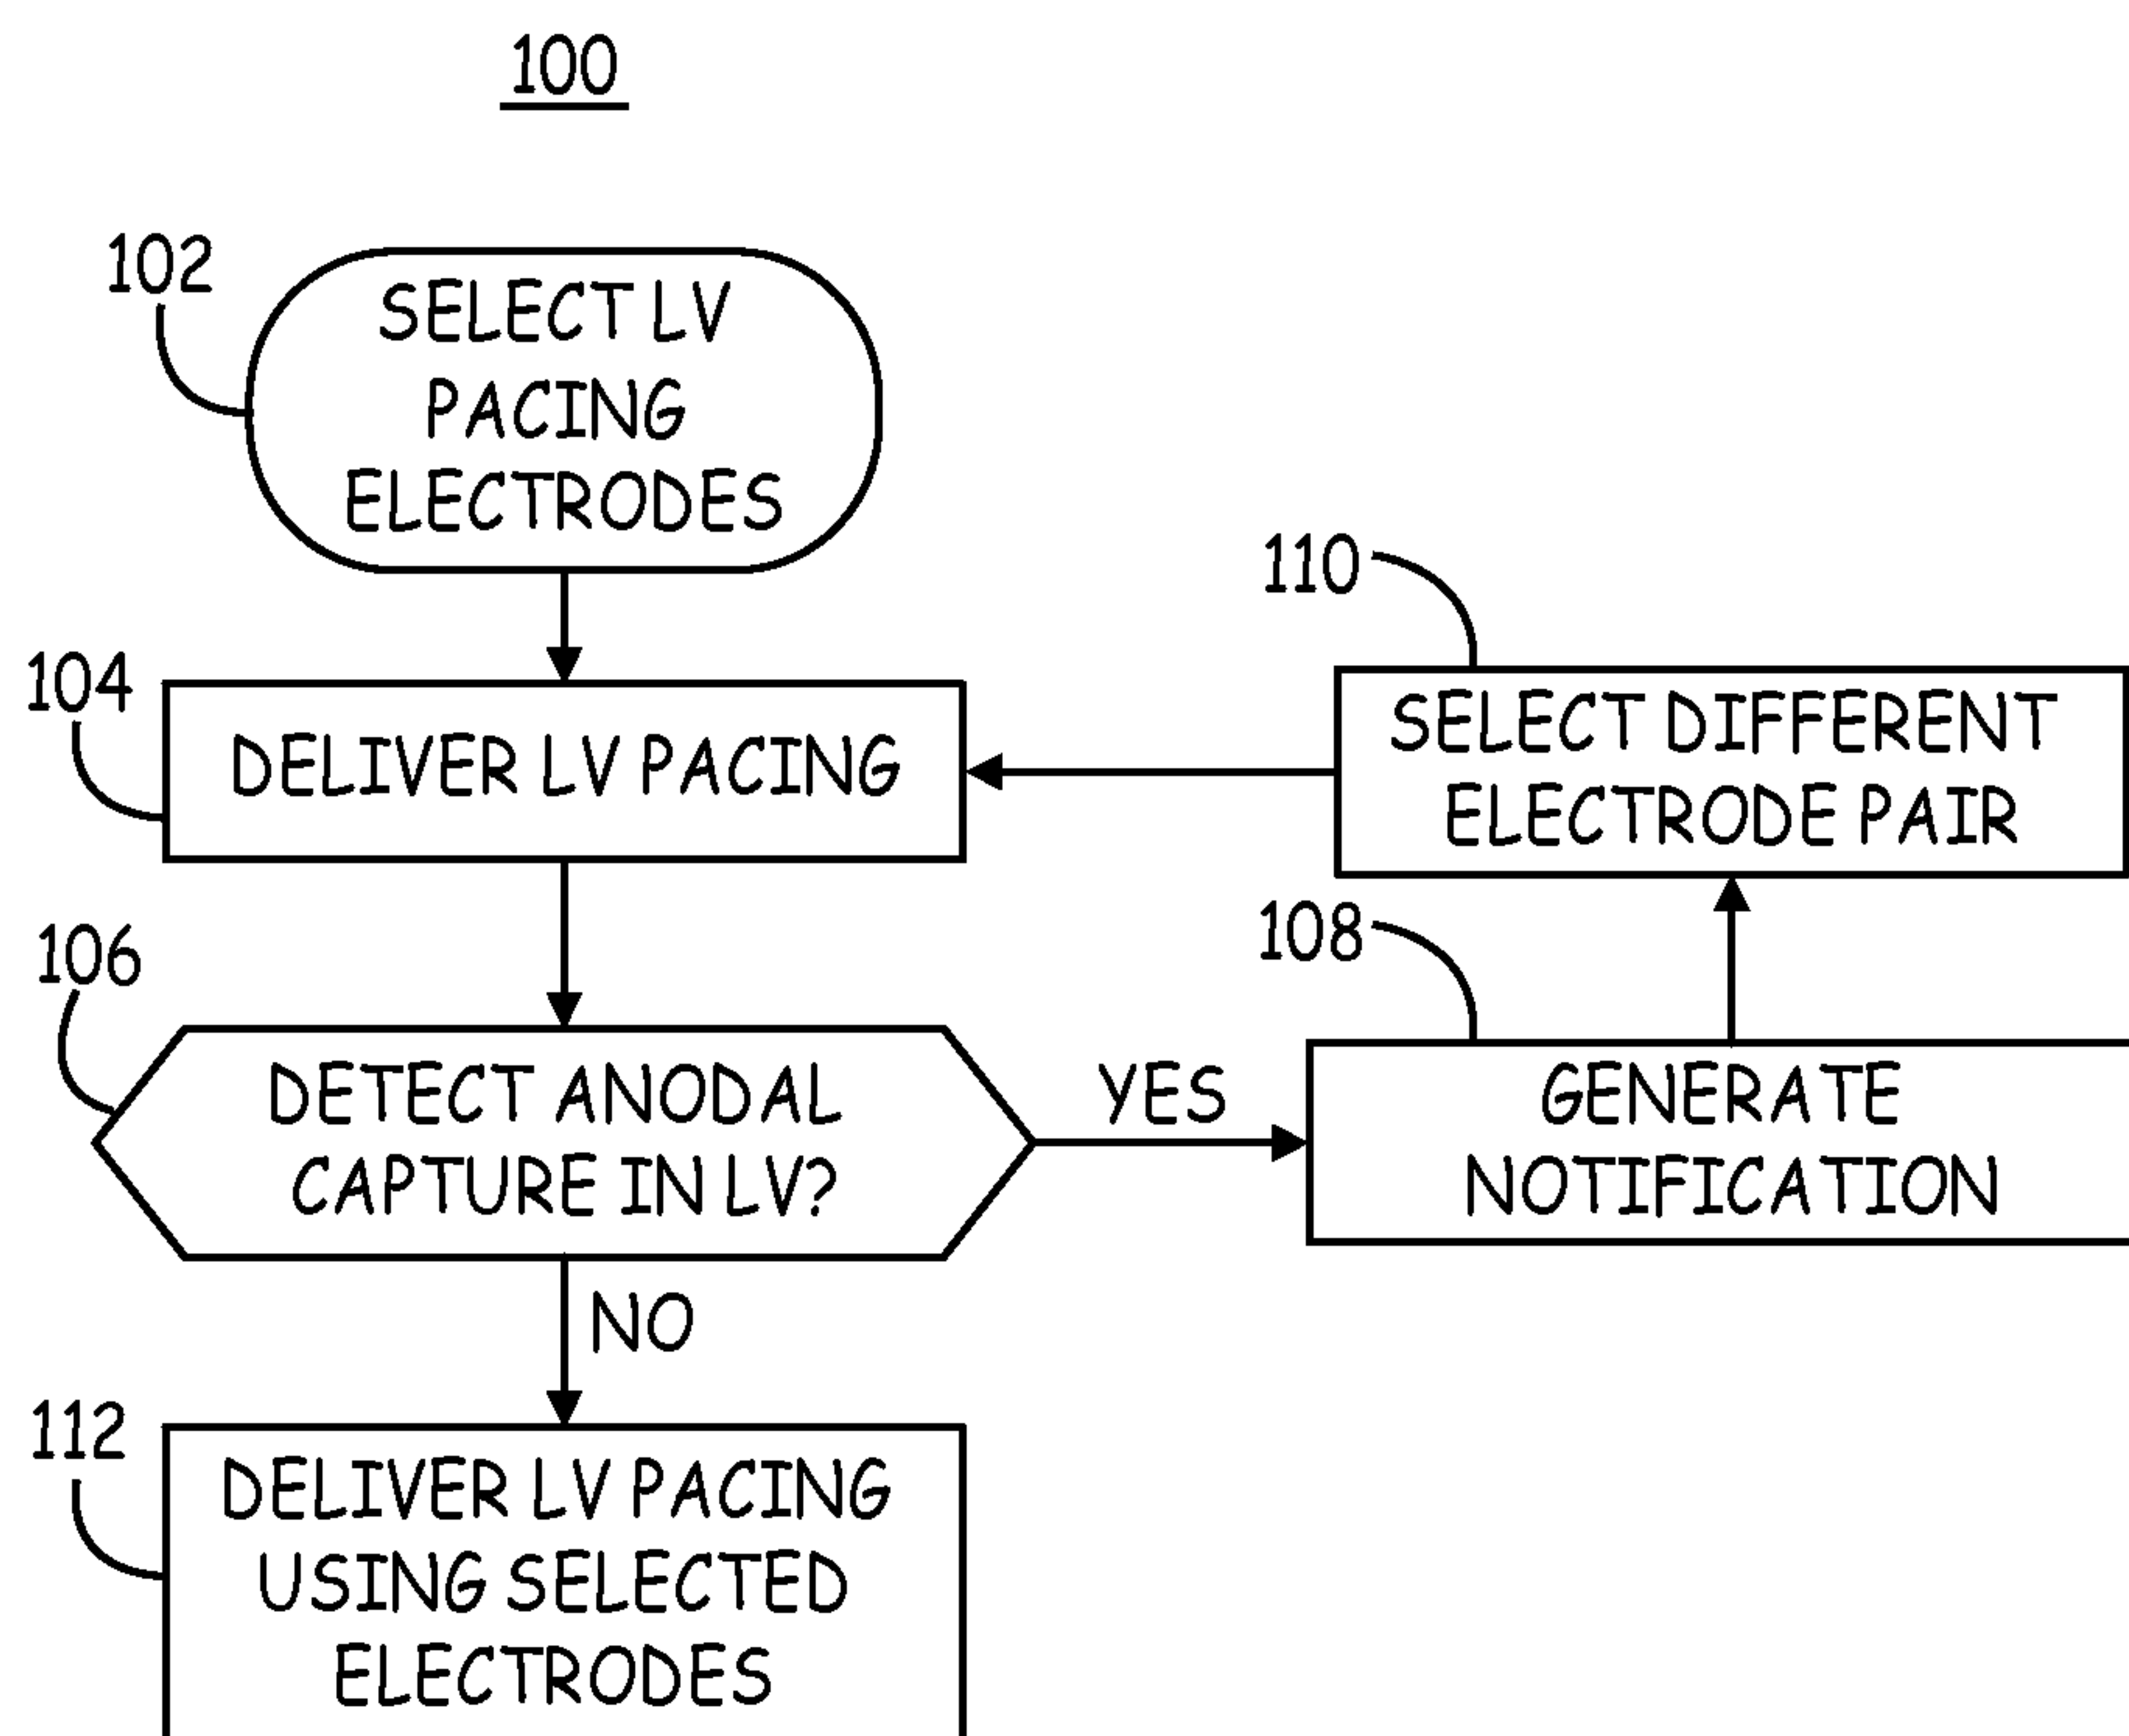 100
102
SELECT LV
PACING
ELECTRODES
104
DELIVER LV PACING
110
SELECT DIFFERENT
ELECTRODE PAIR
106
DETECT ANODAL
CAPTURE IN LV?
YES
108
GENERATE
NOTIFICATION
NO
112
DELIVER LV PACING
USING SELECTED
ELECTRODES